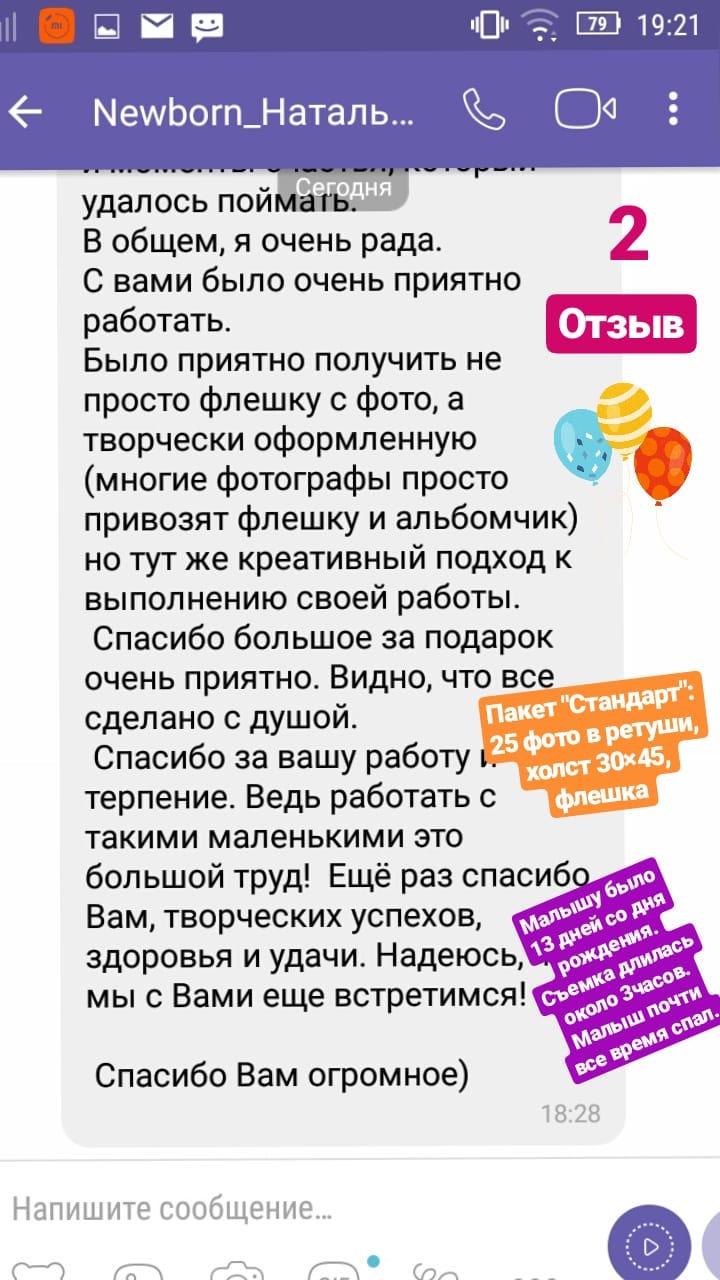 19:21
79
Newborn_Наталь...
и моменты счастья, который
Сегодня
удалось поймать.
В общем, я очень рада.
С вами было очень приятно
работать.
Было приятно получить не
просто флешку с фото, а
творчески оформленную
(многие фотографы просто
привозят флешку и альбомчик)
но тут же креативный подход к
выполнению своей работы.
Спасибо большое за подарок
очень приятно. Видно, что все
сделано с душой.
Спасибо за вашу работу и
терпение. Ведь работать с
такими маленькими это
большой труд! Ещё раз спасибо
Вам, творческих успехов,
здоровья и удачи. Надеюсь,
мы с Вами еще встретимся!
Спасибо Вам огромное)
18:28
2
Отзыв
Пакет "Стандарт":
25 фото в ретуши,
холст 30×45,
флешка
Малышу было
13 дней со дня
рождения.
Съемка длилась
около 3часов.
Малыш почти
все время спал.
Напишите сообщение...
GIF